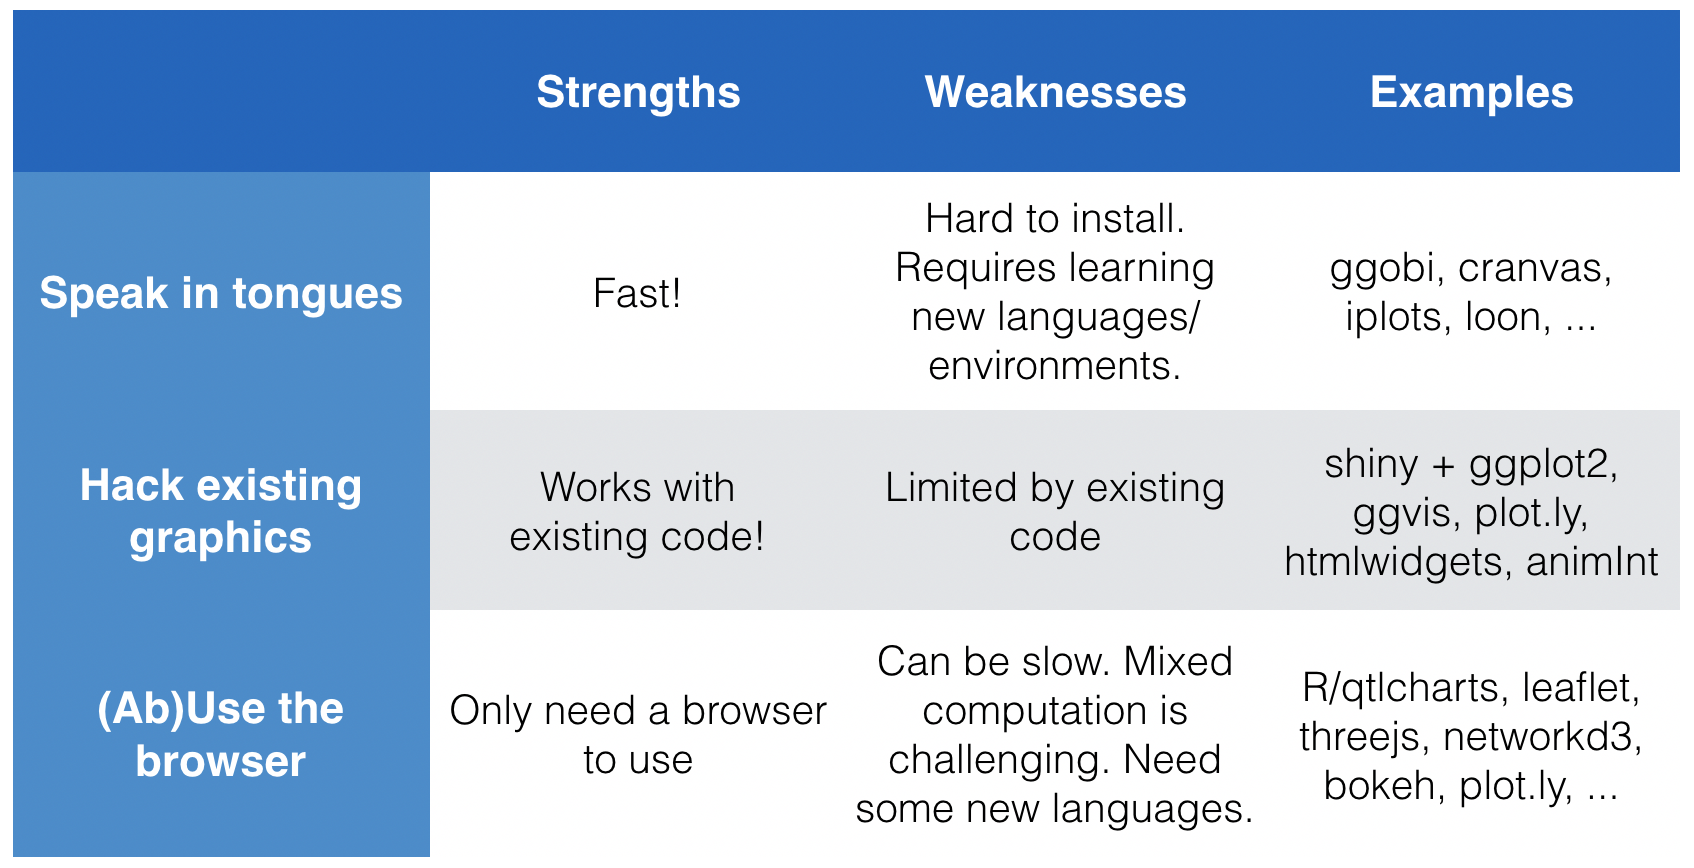 Strengths
Weaknesses
Examples
Speak in tongues
Fast!
Hard to install.
Requires learning
new languages/
environments.
ggobi, cranvas,
iplots, loon, ...
Hack existing
graphics
Works with
existing code!
Limited by existing
code
shiny + ggplot2,
ggvis, plot.ly,
htmlwidgets, animInt
(Ab)Use the
browser
Only need a browser
to use
Can be slow. Mixed
computation is
challenging. Need
some new languages.
R/qtlcharts, leaflet,
threejs, networkd3,
bokeh, plot.ly, ...